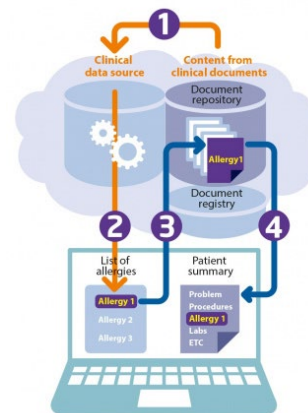 1
Clinical
data source
Content from
clinical documents
Document
repository
Allergy1
Document
registry
2
3
4
List of
allergies
Allergy 1
Allergy 2
Allergy 3
Patient
summary
Problem
Procedures
Allergy 1
Labs
ETC